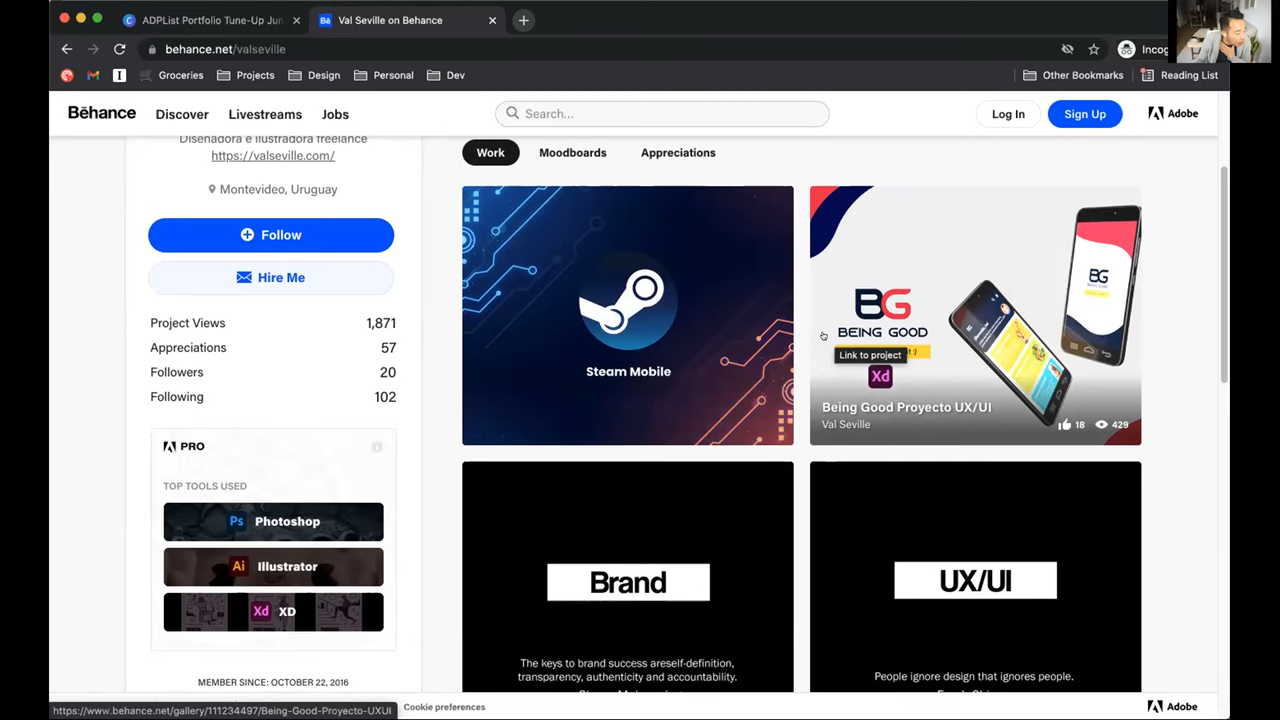 ADPList Portfolio Tune-Up Jun
Bē Val Seville on Behance
behance.net/valseville
Incog
Groceries
Projects
Design
Personal
Dev
Other Bookmarks
Reading List
Bēhance
Discover
Livestreams
Jobs
Search...
Log In
Sign Up
Adobe
Diseñadora e ilustradora freelance
https://valseville.com/
Montevideo, Uruguay
Follow
Hire Me
Project Views 1,871
Appreciations 57
Followers 20
Following 102
PRO
TOP TOOLS USED
Ps Photoshop
Ai Illustrator
Xd XD
MEMBER SINCE: OCTOBER 22, 2016
Work
Moodboards
Appreciations
Steam Mobile
BG
BEING GOOD
Link to project
Xd
Being Good Proyecto UX/UI
Val Seville
18
429
BG
BEING GOOD
Brand
The keys to brand success areself-definition,
transparency, authenticity and accountability.
UX/UI
People ignore design that ignores people.
https://www.behance.net/gallery/111234497/Being-Good-Proyecto-UXUI
Cookie preferences
Adobe